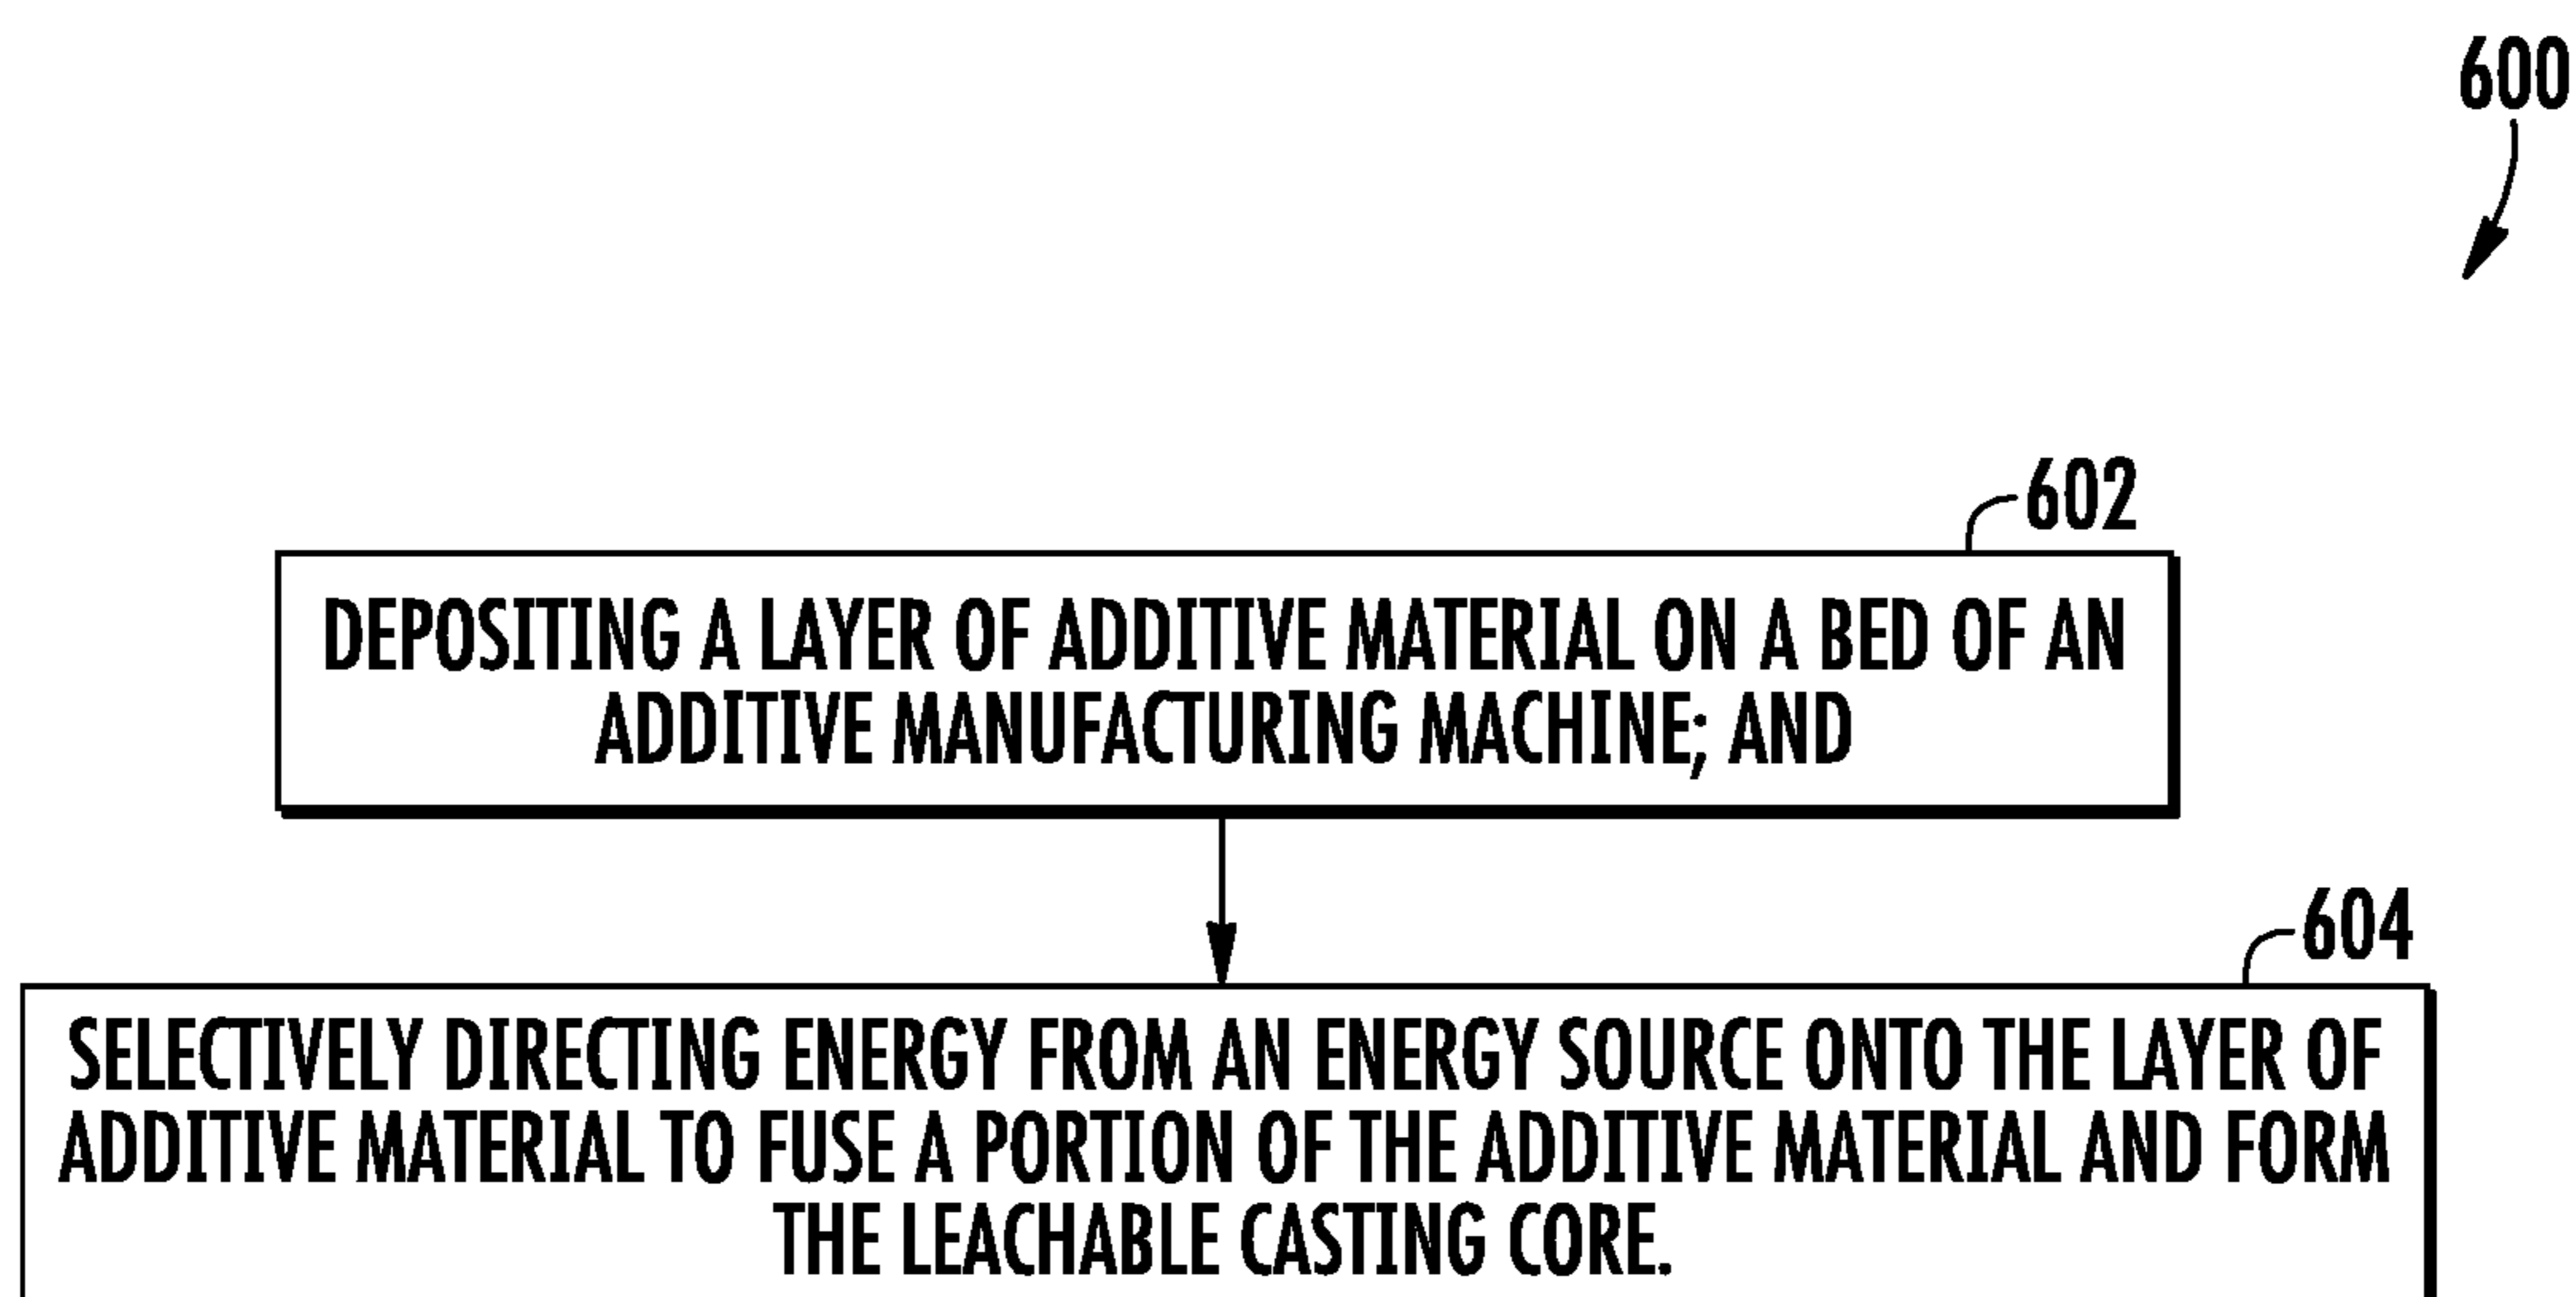 600
602
DEPOSITING A LAYER OF ADDITIVE MATERIAL ON A BED OF AN
ADDITIVE MANUFACTURING MACHINE; AND
604
SELECTIVELY DIRECTING ENERGY FROM AN ENERGY SOURCE ONTO THE LAYER OF
ADDITIVE MATERIAL TO FUSE A PORTION OF THE ADDITIVE MATERIAL AND FORM
THE LEACHABLE CASTING CORE.